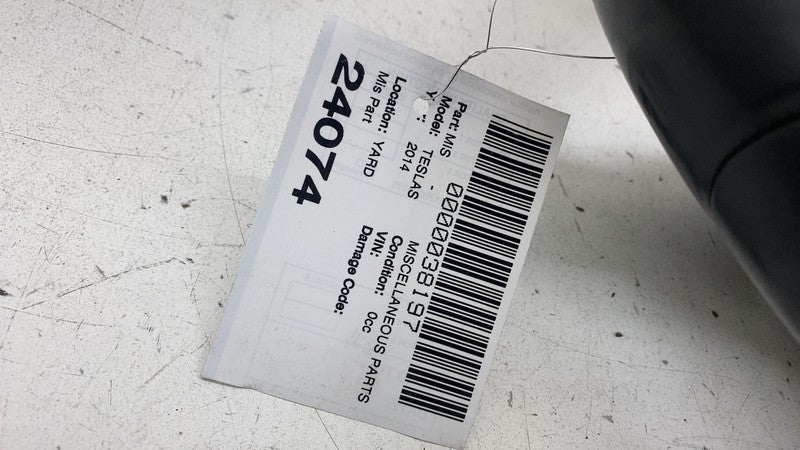 0000038197
Part: MIS - MISCELLANEOUS PARTS
Model: TESLAS
Condition: 0cc
2014
VIN:
Location: YARD
Damage Code:
Mis Part
24074